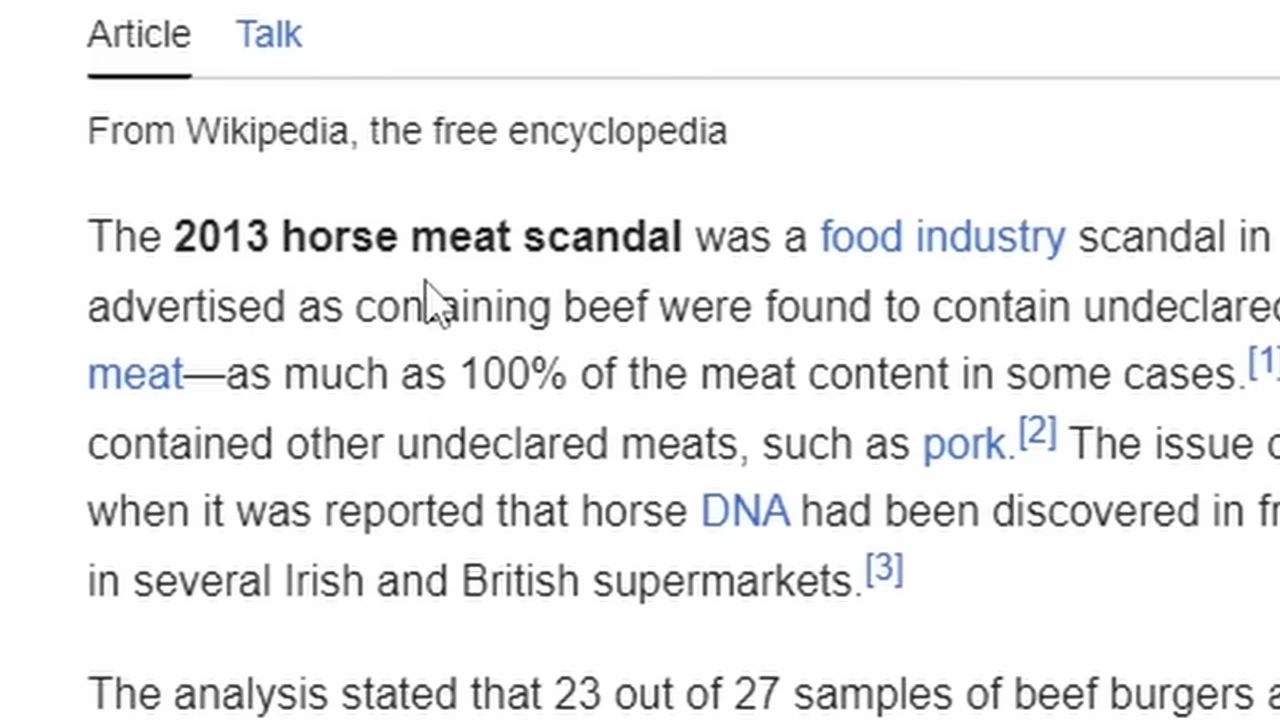 Article Talk
From Wikipedia, the free encyclopedia
The 2013 horse meat scandal was a food industry scandal in
advertised as containing beef were found to contain undeclared
meat—as much as 100% of the meat content in some cases.[1]
contained other undeclared meats, such as pork.[2] The issue
when it was reported that horse DNA had been discovered in
in several Irish and British supermarkets.[3]
The analysis stated that 23 out of 27 samples of beef burgers